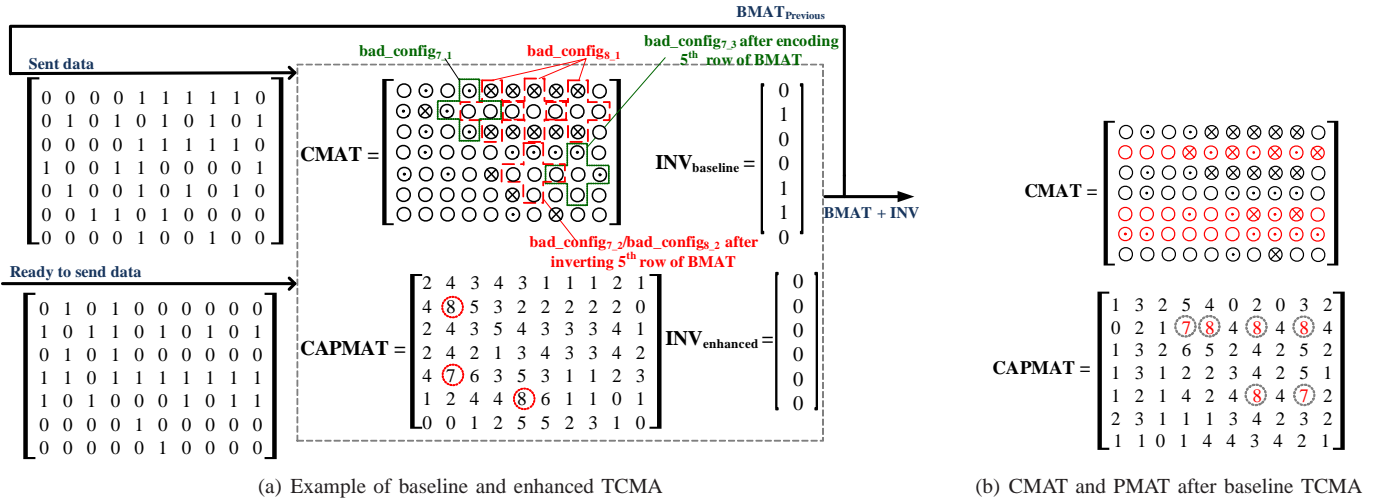 BMATPrevious
bad_config7_1
bad_config8_1
bad_config7_3 after encoding
5th row of BMAT
Sent data
0 0 0 0 1 1 1 1 1 0
0 1 0 1 0 1 0 1 0 1
0 0 0 0 1 1 1 1 1 0
1 0 0 1 1 0 0 0 0 1
0 1 0 1 0 0 1 0 1 0
0 0 1 1 0 1 0 1 0 0
0 0 0 0 1 0 0 1 0 0
CMAT =
INVbaseline =
0
1
0
0
1
1
0
BMAT + INV
bad_config7_2/bad_config8_2 after
inverting 5th row of BMAT
Ready to send data
0 1 0 1 0 0 0 0 0 0
1 0 1 1 0 1 0 1 0 1
0 1 0 1 0 0 0 0 0 0
1 1 0 1 1 1 1 1 1 1
1 1 0 1 0 0 1 0 1 1
0 0 0 0 1 0 0 0 0 0
0 0 0 0 0 1 0 0 0 0
CAPMAT =
2 4 3 4 3 1 1 1 2 1
4 8 5 3 2 2 2 2 2 0
2 4 3 5 4 3 3 3 4 1
2 4 2 1 3 4 3 3 4 2
4 7 6 3 5 3 1 1 2 3
1 2 4 4 8 6 1 1 0 1
0 0 1 2 5 5 2 3 1 0
INVenhanced =
0
0
0
0
0
0
0
(a) Example of baseline and enhanced TCMA
CMAT =
CAPMAT =
1 3 2 5 4 0 2 0 3 2
0 2 1 7 8 4 8 4 8 4
1 3 2 6 5 2 4 2 5 2
1 3 1 2 2 3 4 2 5 1
1 2 1 4 2 4 8 4 7 2
2 3 1 1 1 3 4 2 3 2
1 1 0 1 4 4 3 4 2 1
(b) CMAT and PMAT after baseline TCMA